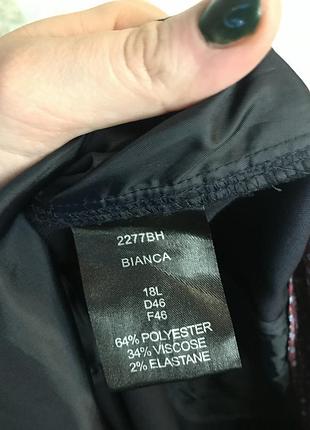 2277BH
BIANCA
18L
D46
F46
64% POLYESTER
34% VISCOSE
2% ELASTANE